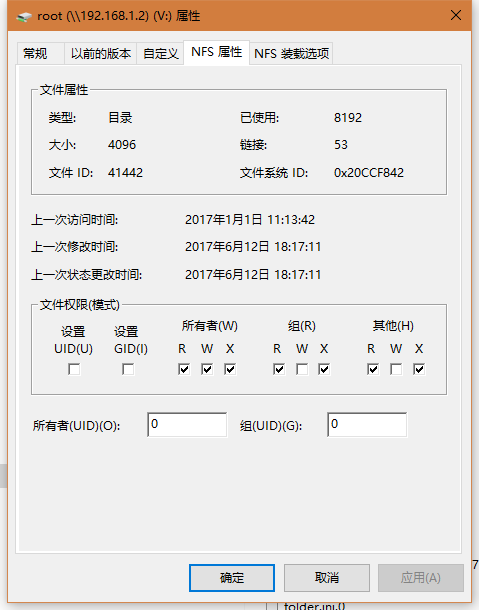 root (\\192.168.1.2) (V:) 属性
常规 以前的版本 自定义 NFS 属性 NFS 装载选项
文件属性
类型: 目录 已使用: 8192
大小: 4096 链接: 53
文件 ID: 41442 文件系统 ID: 0x20CCF842
上一次访问时间: 2017年1月1日 11:13:42
上一次修改时间: 2017年6月12日 18:17:11
上一次状态更改时间: 2017年6月12日 18:17:11
文件权限(模式)
设置 设置 所有者(W) 组(R) 其他(H)
UID(U) GID(I) R W X R W X R W X
所有者(UID)(O): 0 组(UID)(G): 0
确定 取消 应用(A)
7
folder.ini.0